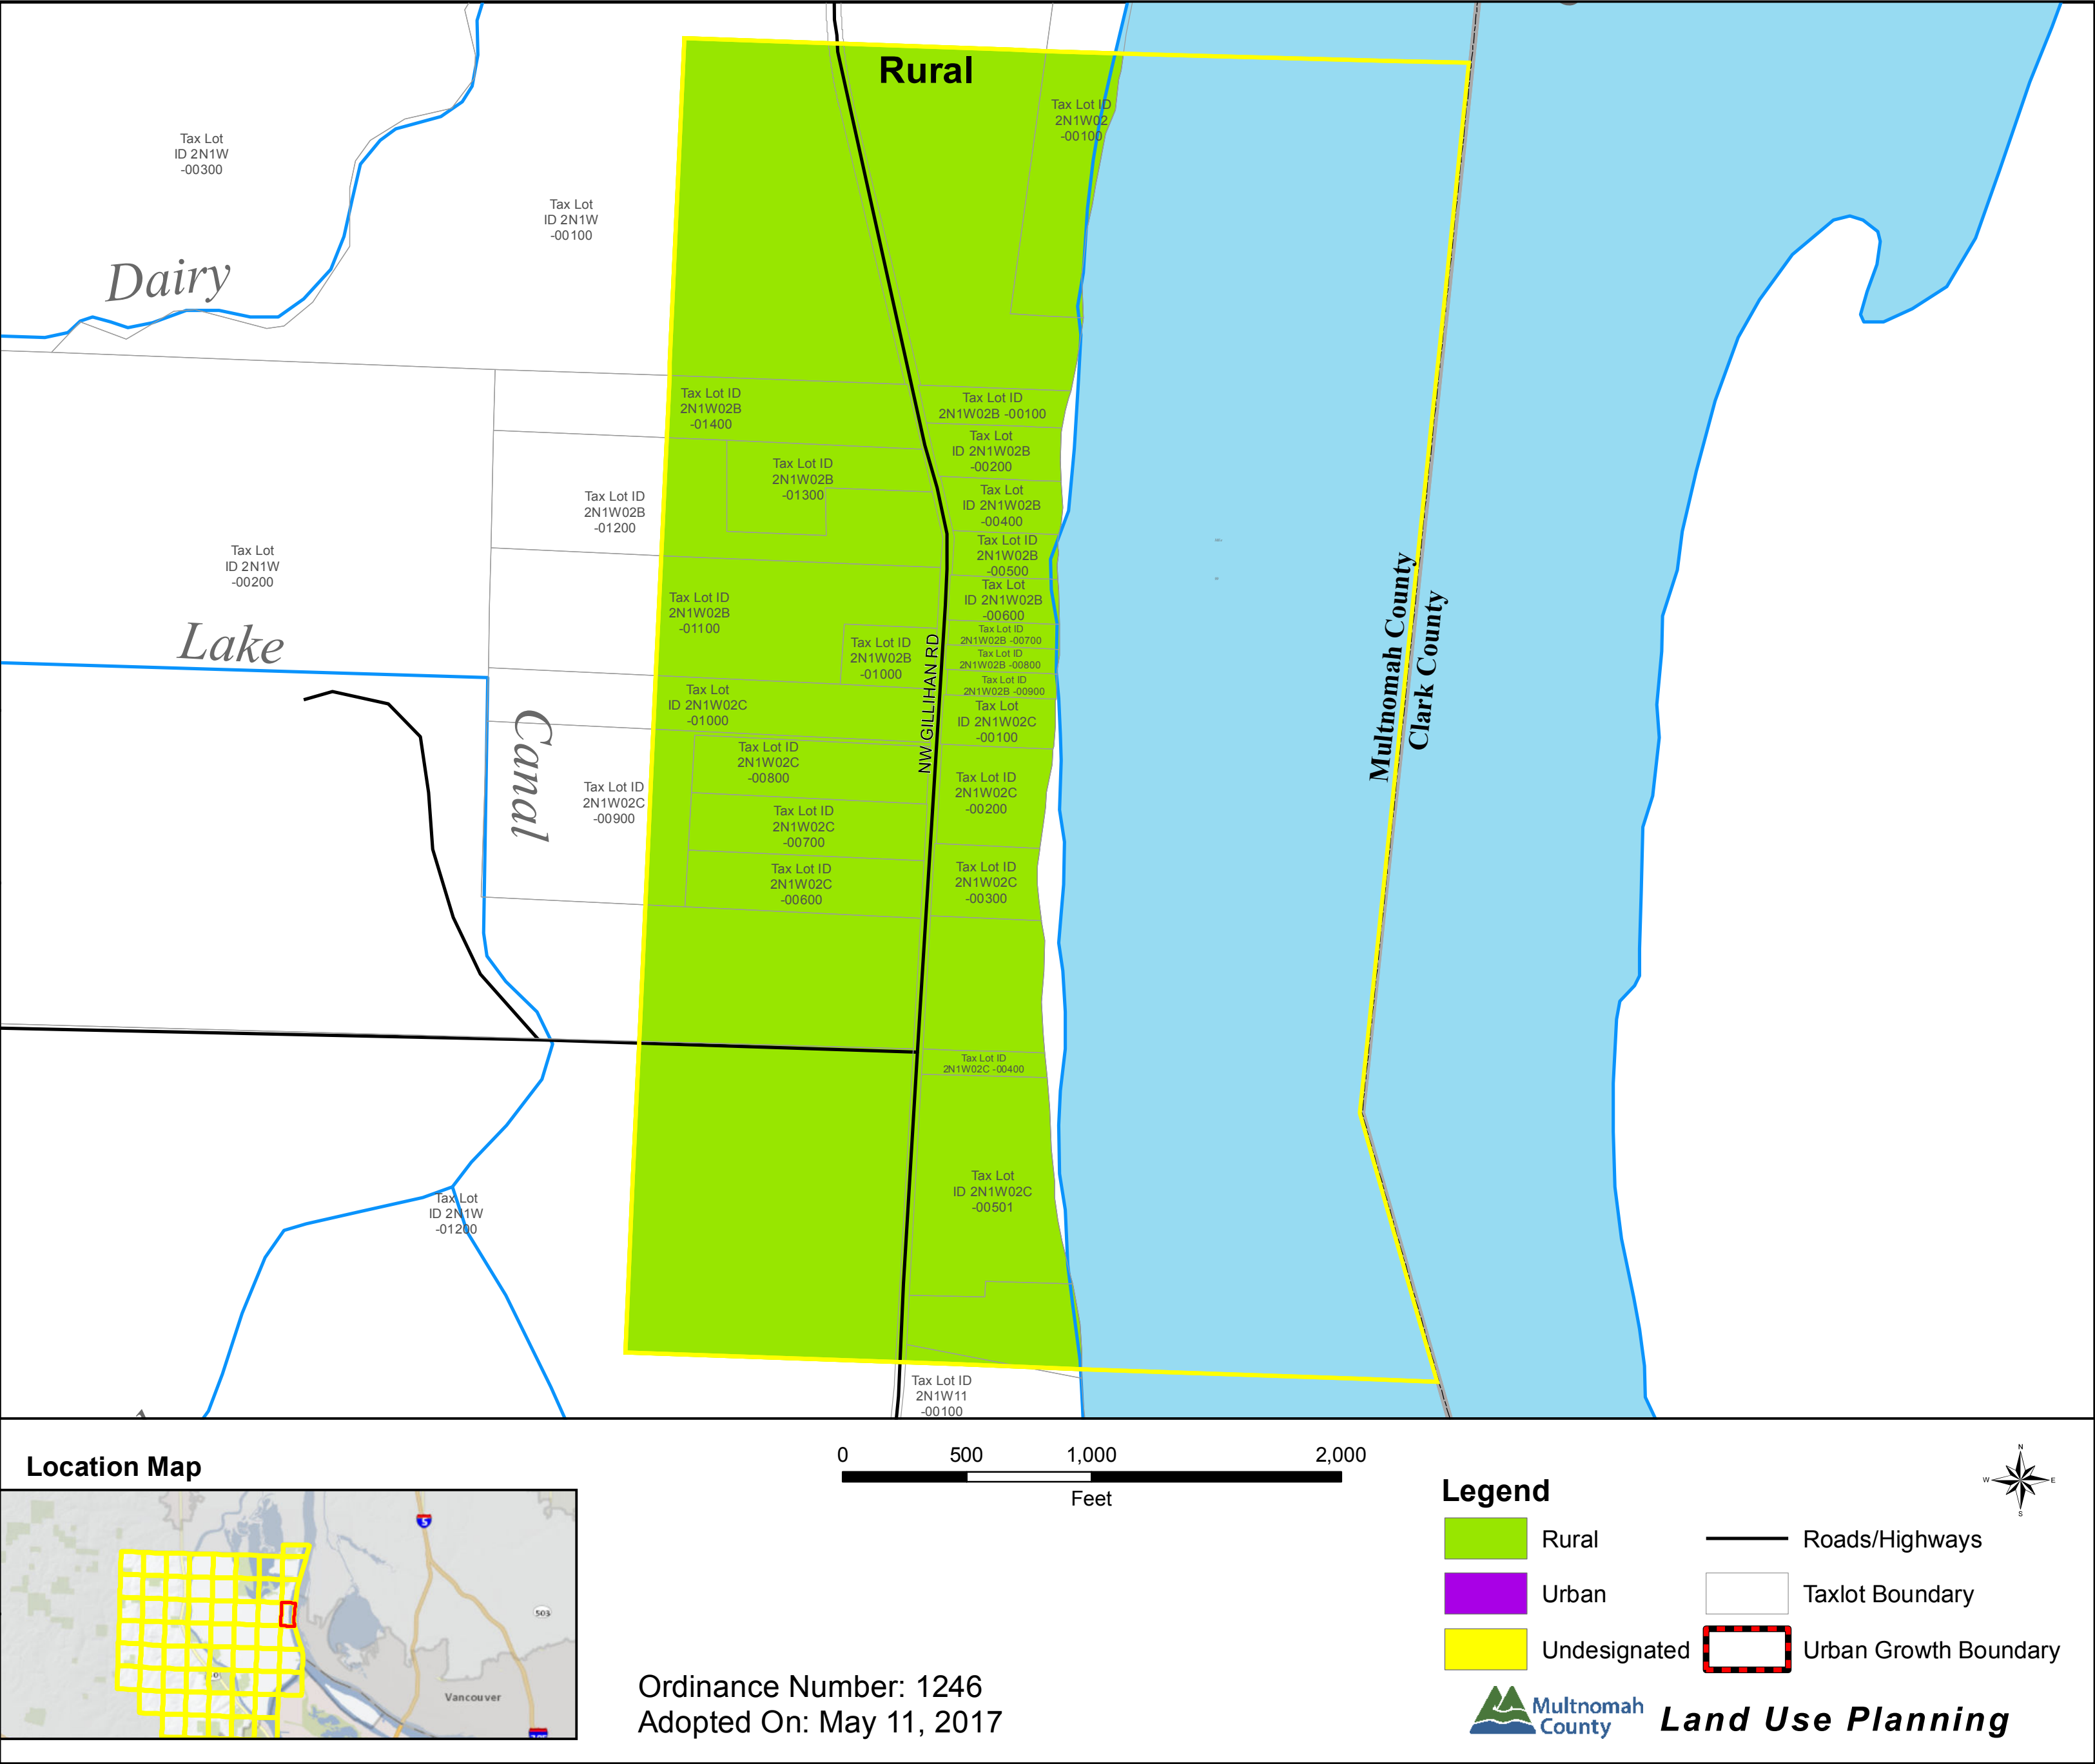 Rural
Tax Lot ID
2N1W02
-00100
Tax Lot
ID 2N1W
-00300
Tax Lot
ID 2N1W
-00100
Dairy
Tax Lot ID
2N1W02B
-01400
Tax Lot ID
2N1W02B -00100
Tax Lot
ID 2N1W02B
-00200
Tax Lot ID
2N1W02B
-01300
Tax Lot ID
2N1W02B
-01200
Tax Lot
ID 2N1W02B
-00400
Tax Lot ID
2N1W02B
-00500
Tax Lot
ID 2N1W
-00200
Tax Lot
ID 2N1W02B
-00600
Tax Lot ID
2N1W02B
-01100
Tax Lot ID
2N1W02B -00700
Tax Lot ID
2N1W02B
-01000
Tax Lot ID
2N1W02B -00800
Tax Lot ID
2N1W02B -00900
Lake
NW GILLIHAN RD
Multnomah County
Clark County
Tax Lot
ID 2N1W02C
-01000
Tax Lot
ID 2N1W02C
-00100
Canal
Tax Lot ID
2N1W02C
-00800
Tax Lot ID
2N1W02C
-00900
Tax Lot ID
2N1W02C
-00200
Tax Lot ID
2N1W02C
-00700
Tax Lot ID
2N1W02C
-00600
Tax Lot ID
2N1W02C
-00300
Tax Lot ID
2N1W02C -00400
Tax Lot
ID 2N1W02C
-00501
Tax Lot
ID 2N1W
-01200
Tax Lot ID
2N1W11
-00100
Location Map
5
503
Vancouver
0 500 1,000 2,000
Feet
Ordinance Number: 1246
Adopted On: May 11, 2017
N
W E
S
Legend
Rural
Urban
Undesignated
Roads/Highways
Taxlot Boundary
Urban Growth Boundary
Multnomah
County
Land Use Planning